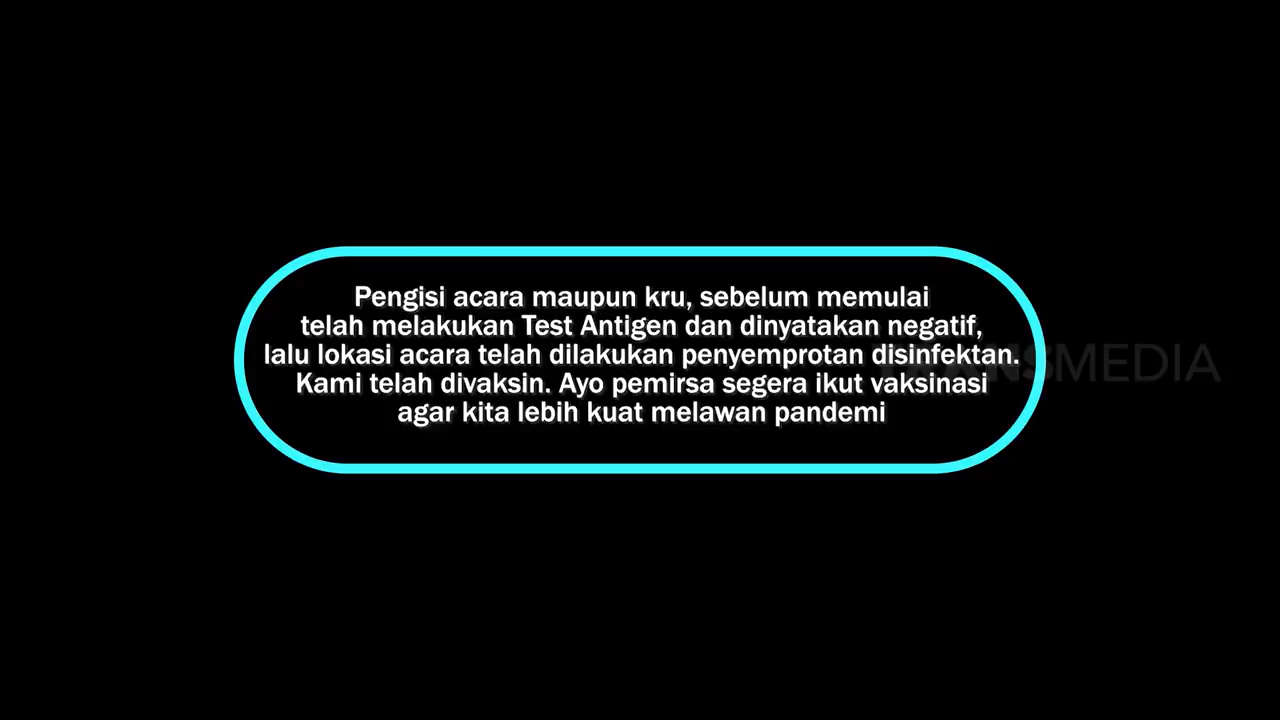 Pengisi acara maupun kru, sebelum memulai
telah melakukan Test Antigen dan dinyatakan negatif,
lalu lokasi acara telah dilakukan penyemprotan disinfektan.
Kami telah divaksin. Ayo pemirsa segera ikut vaksinasi
agar kita lebih kuat melawan pandemi
TRANSMEDIA